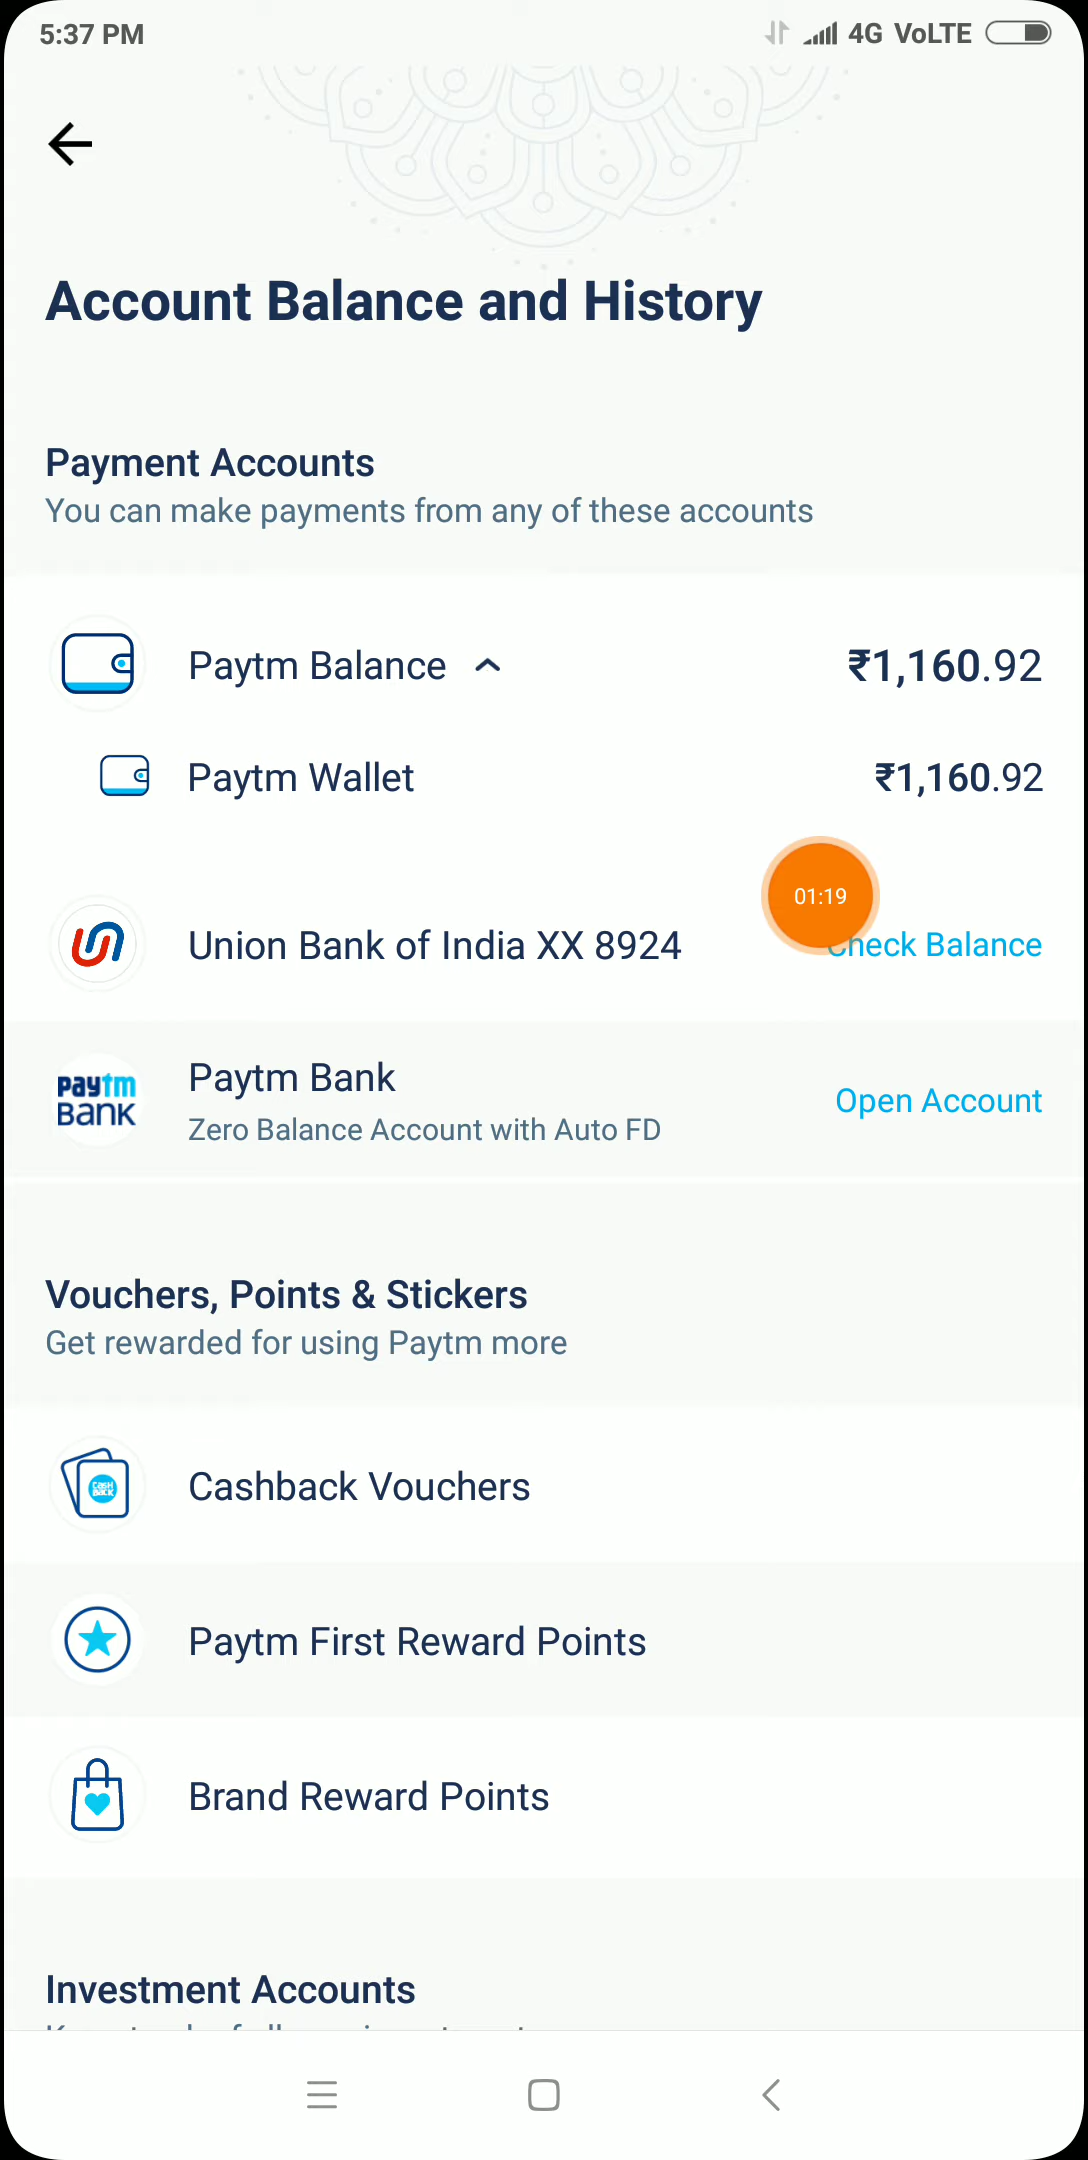 5:37 PM
4G VoLTE
Account Balance and History
Payment Accounts
You can make payments from any of these accounts
Paytm Balance ₹1,160.92
Paytm Wallet ₹1,160.92
01:19
Union Bank of India XX 8924 Check Balance
paytm
BANK
Paytm Bank
Zero Balance Account with Auto FD
Open Account
Vouchers, Points & Stickers
Get rewarded for using Paytm more
CASH
BACK
Cashback Vouchers
Paytm First Reward Points
Brand Reward Points
Investment Accounts